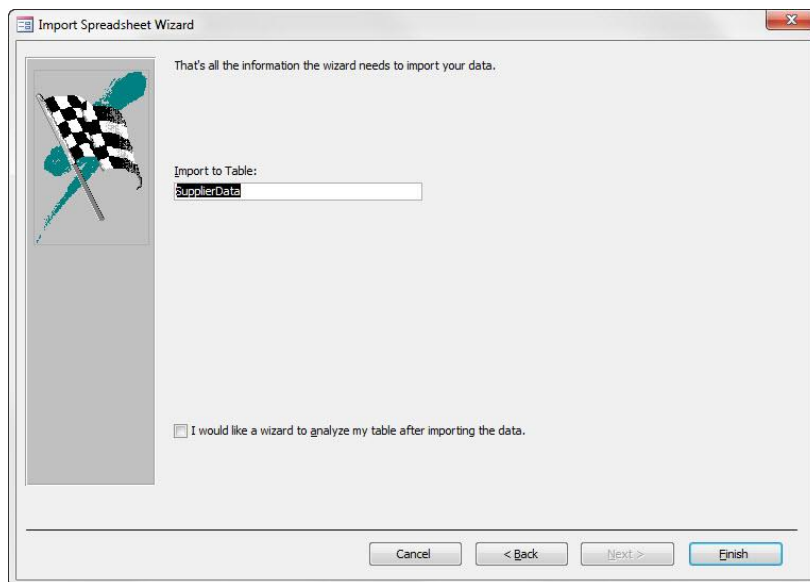 Import Spreadsheet Wizard
That's all the information the wizard needs to import your data.
Import to Table:
SupplierData
I would like a wizard to analyze my table after importing the data.
Cancel
< Back
Next >
Finish